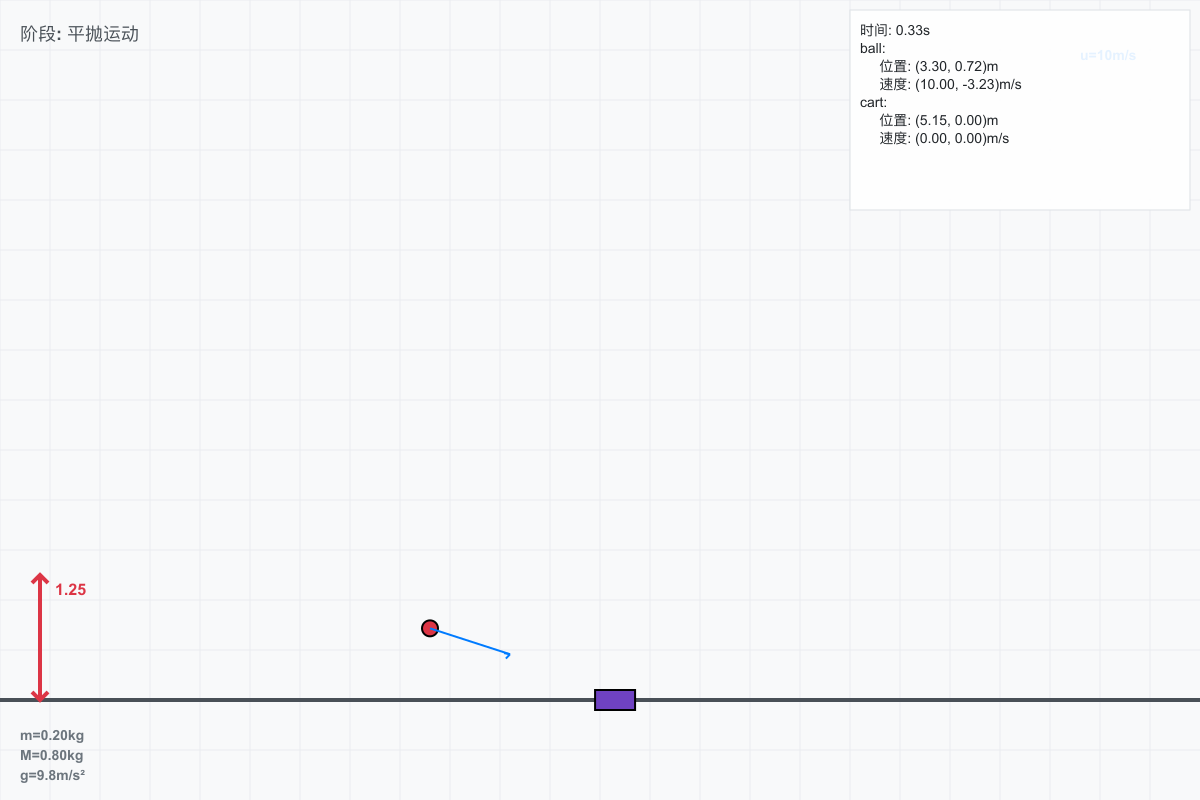 阶段: 平抛运动
时间: 0.33s
ball:
位置: (3.30, 0.72)m
速度: (10.00, -3.23)m/s
cart:
位置: (5.15, 0.00)m
速度: (0.00, 0.00)m/s
u=10m/s
1.25
m=0.20kg
M=0.80kg
g=9.8m/s²